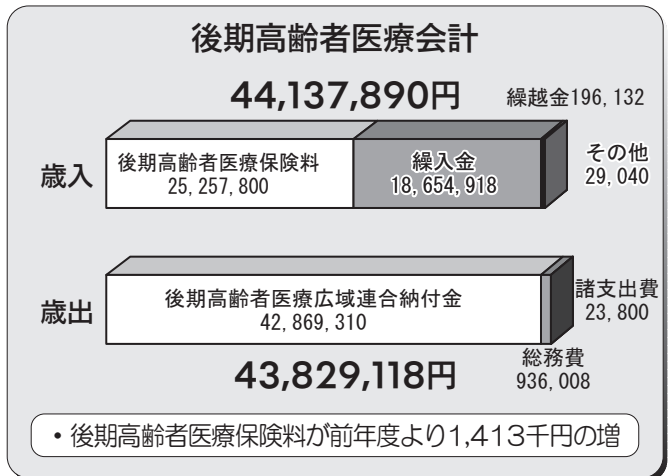 後期高齢者医療会計
44,137,890円
繰越金196,132
歳入
後期高齢者医療保険料
25,257,800
繰入金
18,654,918
その他
29,040
歳出
後期高齢者医療広域連合納付金
42,869,310
諸支出費
23,800
総務費
936,008
43,829,118円
・後期高齢者医療保険料が前年度より1,413千円の増